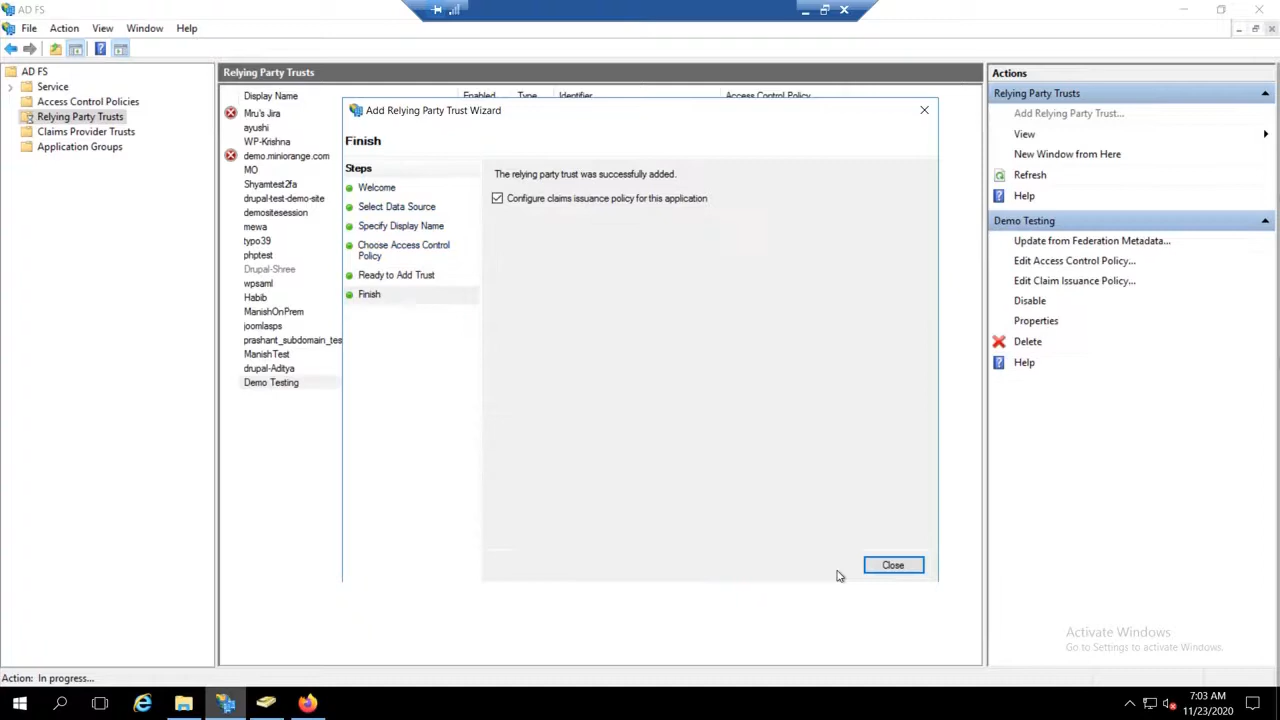 AD FS
File Action View Window Help
AD FS
Service
Access Control Policies
Relying Party Trusts
Claims Provider Trusts
Application Groups
Relying Party Trusts
Display Name Enabled Type Identifier Access Control Policy
Mru's Jira
ayushi
WP-Krishna
demo.miniorange.com
MO
Shyamtest2fa
drupal-test-demo-site
demositesession
mewa
typo39
phptest
Drupal-Shree
wpsaml
Habib
ManishOnPrem
joomlasps
prashant_subdomain_tes
ManishTest
drupal-Aditya
Demo Testing
Add Relying Party Trust Wizard
Finish
Steps
Welcome
Select Data Source
Specify Display Name
Choose Access Control
Policy
Ready to Add Trust
Finish
The relying party trust was successfully added.
Configure claims issuance policy for this application
Close
Actions
Relying Party Trusts
Add Relying Party Trust...
View
New Window from Here
Refresh
Help
Demo Testing
Update from Federation Metadata...
Edit Access Control Policy...
Edit Claim Issuance Policy...
Disable
Properties
Delete
Help
Activate Windows
Go to Settings to activate Windows.
Action: In progress...
7:03 AM
11/23/2020